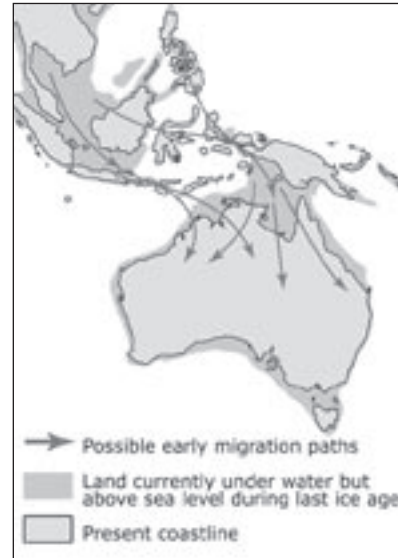 Possible early migration paths
Land currently under water but
above sea level during last ice age
Present coastline